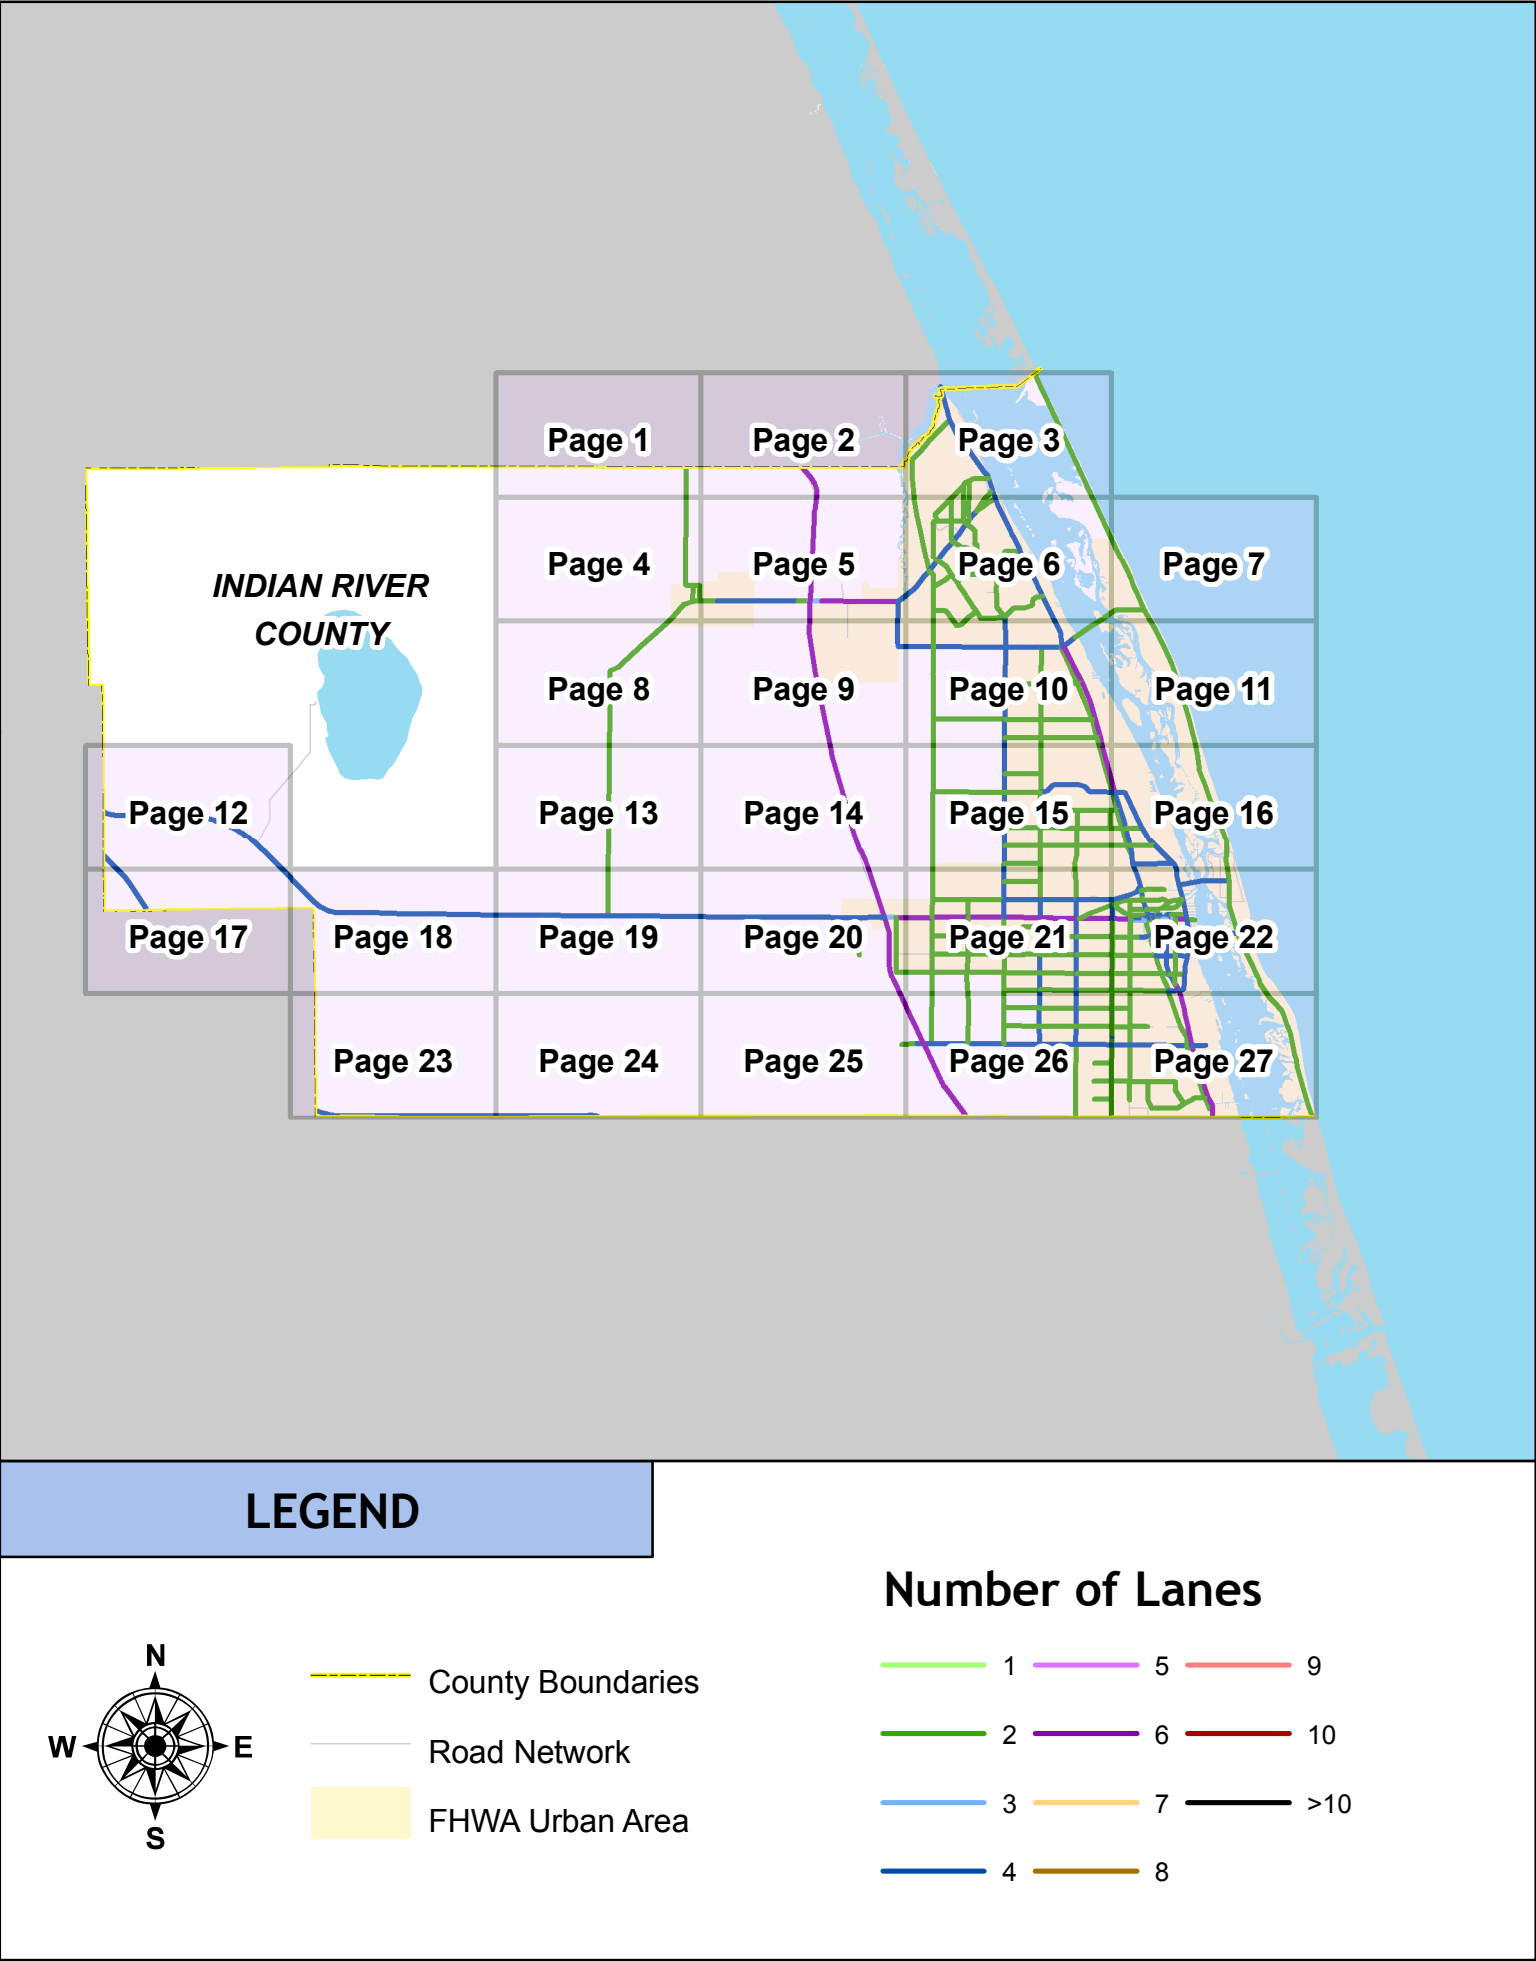 Page 1
Page 2
Page 3
Page 4
Page 5
Page 6
Page 7
INDIAN RIVER
COUNTY
Page 8
Page 9
Page 10
Page 11
Page 12
Page 13
Page 14
Page 15
Page 16
Page 17
Page 18
Page 19
Page 20
Page 21
Page 22
Page 23
Page 24
Page 25
Page 26
Page 27
LEGEND
N
W
E
S
County Boundaries
Road Network
FHWA Urban Area
Number of Lanes
1
5
9
2
6
10
3
7
>10
4
8